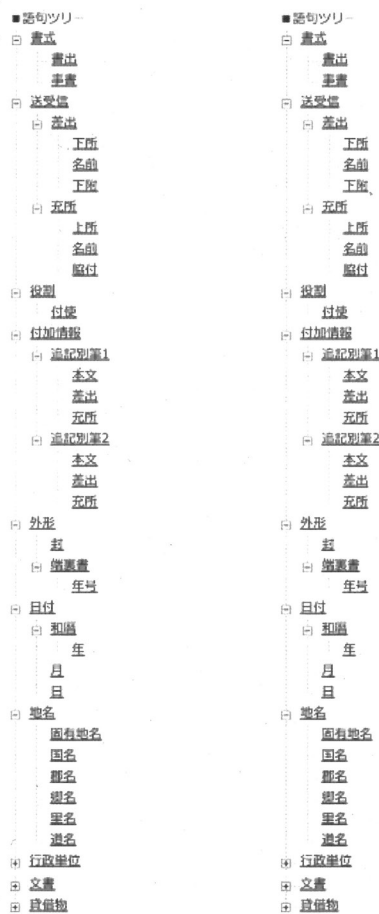 ■語句ツリー
書式
書出
事書
送受信
差出
下所
名前
下附
充所
上所
名前
脇付
役割
付使
付加情報
追記別筆1
本文
差出
充所
追記別筆2
本文
差出
充所
外形
封
端裏書
年号
日付
和暦
年
月
日
地名
固有地名
国名
郡名
郷名
里名
道名
行政単位
文書
貸借物
■語句ツリー
書式
書出
事書
送受信
差出
下所
名前
下附
充所
上所
名前
脇付
役割
付使
付加情報
追記別筆1
本文
差出
充所
追記別筆2
本文
差出
充所
外形
封
端裏書
年号
日付
和暦
年
月
日
地名
固有地名
国名
郡名
郷名
里名
道名
行政単位
文書
貸借物